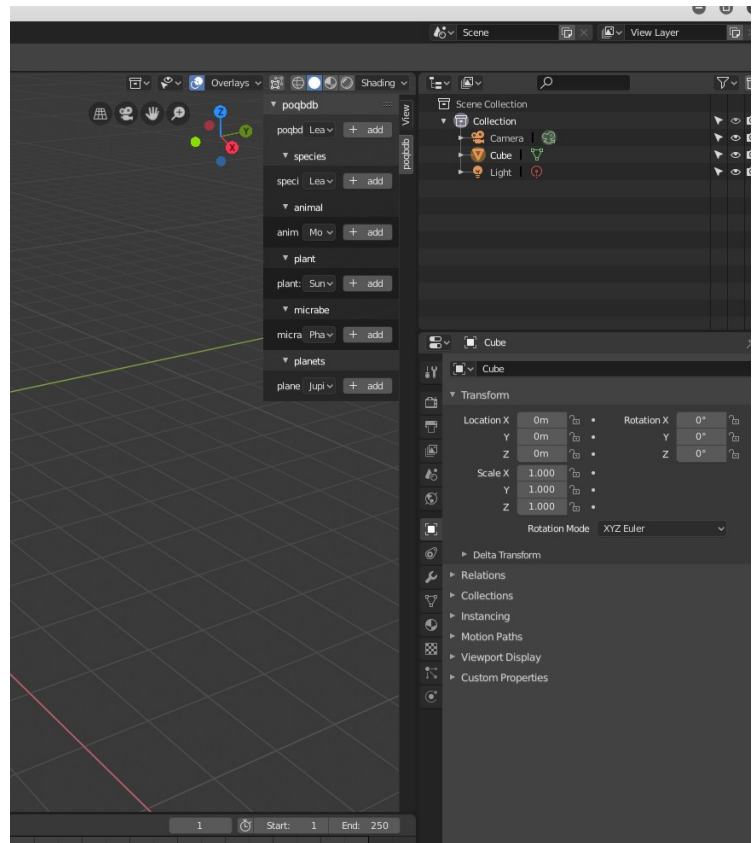 Scene
View Layer
Overlays
Shading
Z
Y
X
poqbdb
poqbd Lea + add
species
speci Lea + add
animal
anim Mo + add
plant
plant: Sun + add
micrabe
micra Pha + add
planets
plane Jupi + add
View
poqbdb
Scene Collection
Collection
Camera
Cube
Light
Cube
Cube
Transform
Location X 0m Rotation X 0°
Y 0m Y 0°
Z 0m Z 0°
Scale X 1.000
Y 1.000
Z 1.000
Rotation Mode XYZ Euler
Delta Transform
Relations
Collections
Instancing
Motion Paths
Viewport Display
Custom Properties
1 Start: 1 End: 250